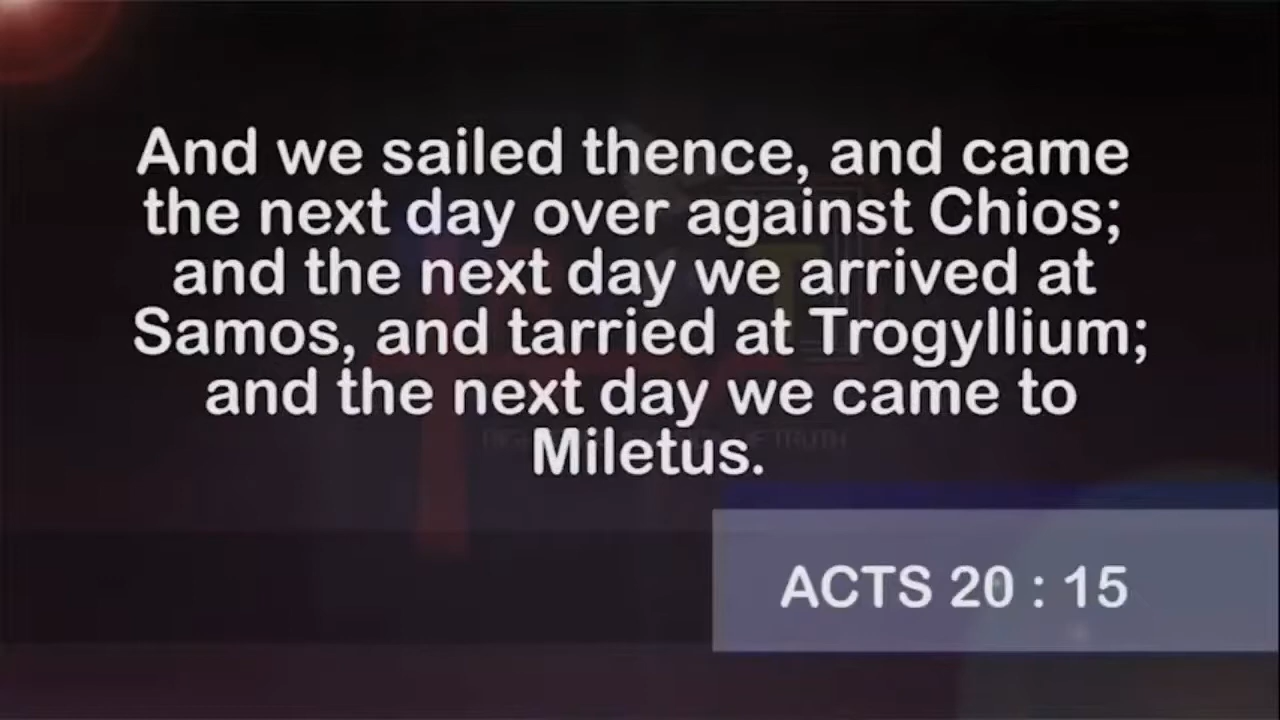 And we sailed thence, and came
the next day over against Chios;
and the next day we arrived at
Samos, and tarried at Trogyllium;
and the next day we came to
Miletus.
ACTS 20 : 15